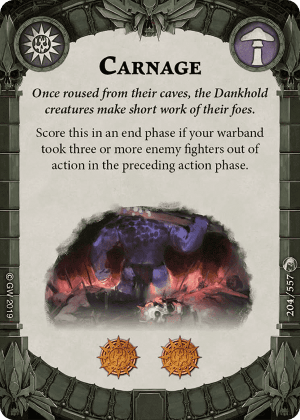 CARNAGE
Once roused from their caves, the Dankhold
creatures make short work of their foes.
Score this in an end phase if your warband
took three or more enemy fighters out of
action in the preceding action phase.
© GW 2019
204/557